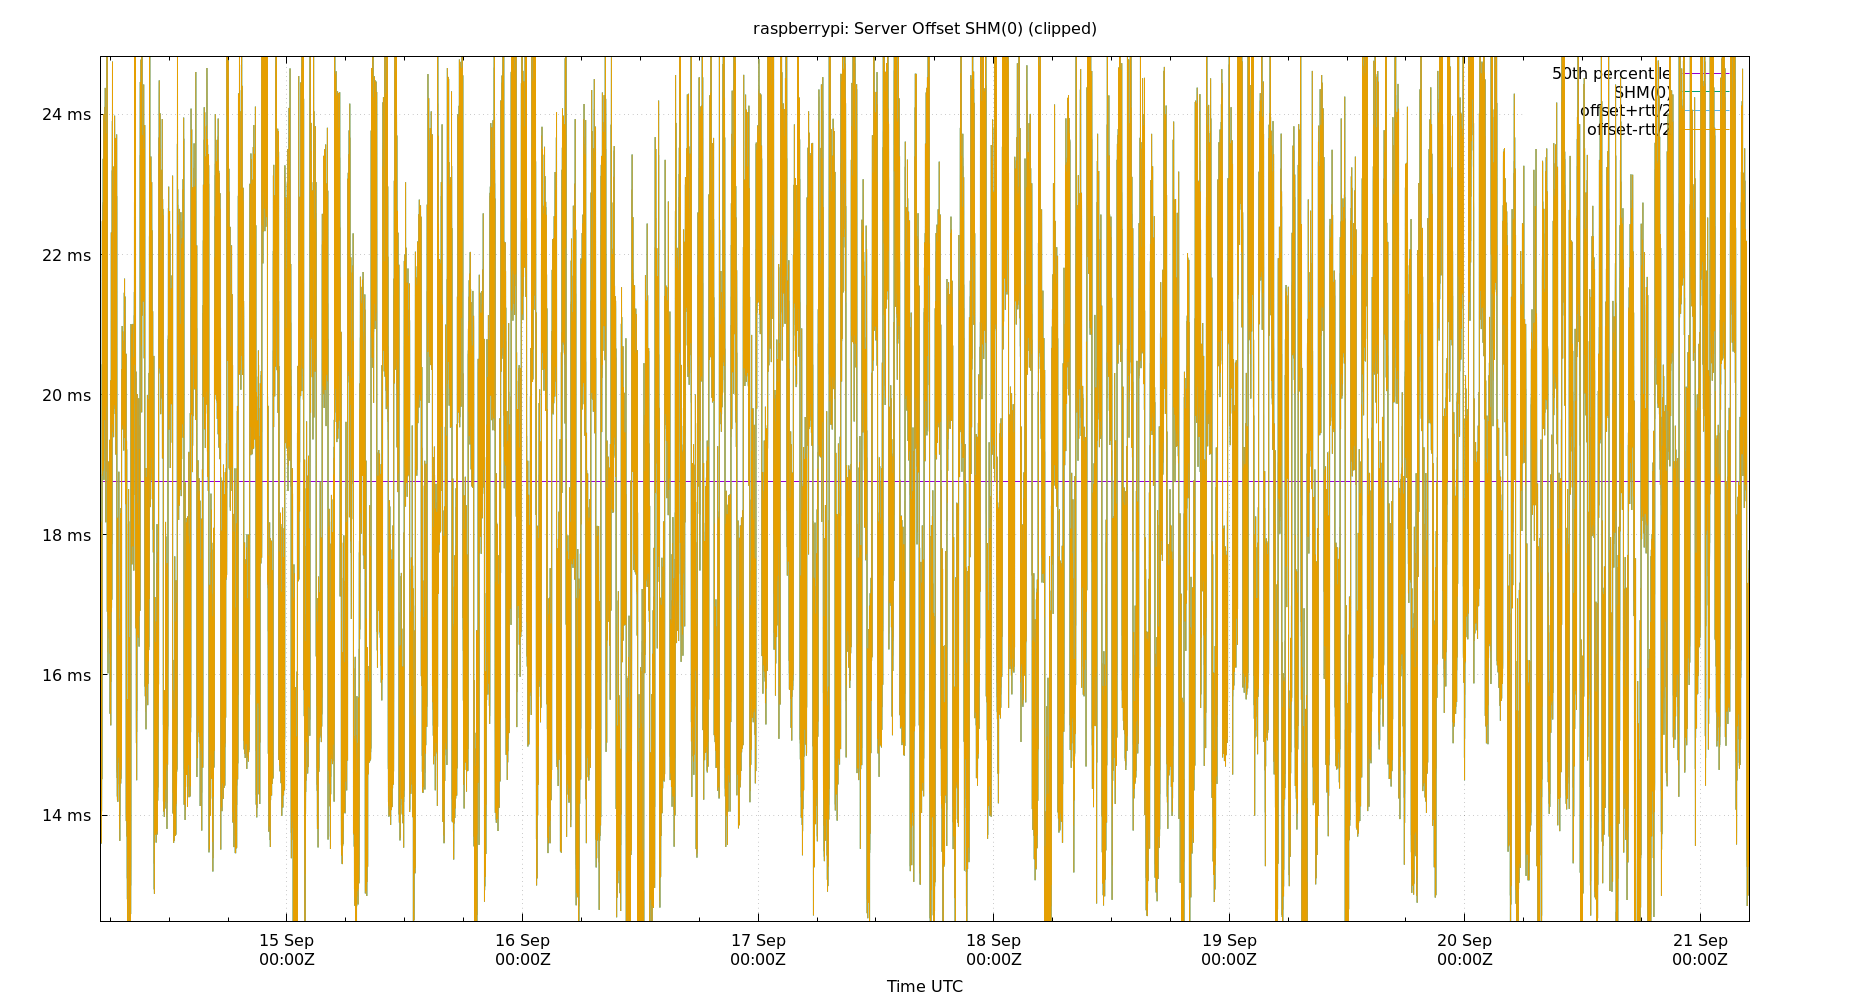 raspberrypi: Server Offset SHM(0) (clipped)
50th percentile
SHM(0)
offset+rtt/2
offset-rtt/2
24 ms
22 ms
20 ms
18 ms
16 ms
14 ms
15 Sep 16 Sep 17 Sep 18 Sep 19 Sep 20 Sep 21 Sep
00:00Z 00:00Z 00:00Z 00:00Z 00:00Z 00:00Z 00:00Z
Time UTC